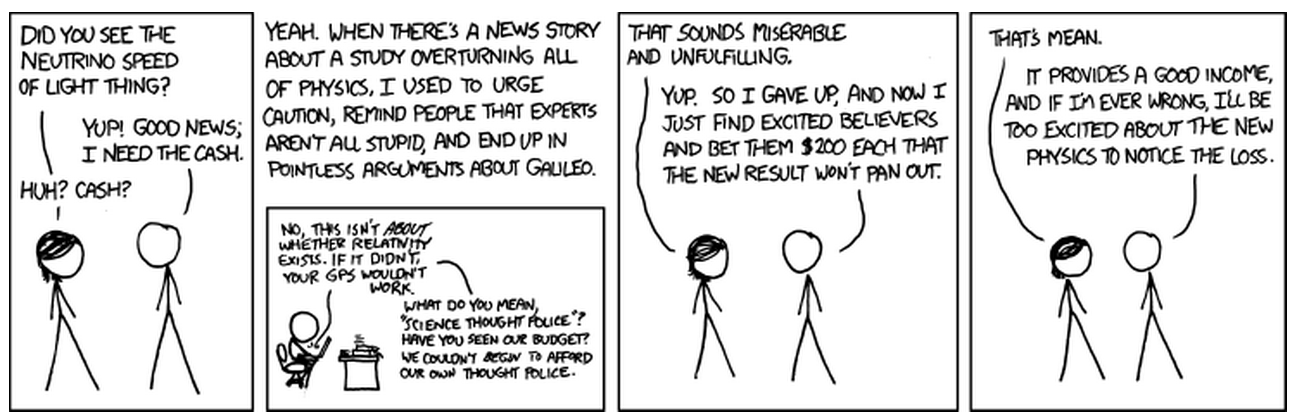 DID YOU SEE THE
NEUTRINO SPEED
OF LIGHT THING?
YUP! GOOD NEWS;
I NEED THE CASH.
HUH? CASH?
YEAH. WHEN THERE'S A NEWS STORY
ABOUT A STUDY OVERTURNING ALL
OF PHYSICS, I USED TO URGE
CAUTION, REMIND PEOPLE THAT EXPERTS
AREN'T ALL STUPID, AND END UP IN
POINTLESS ARGUMENTS ABOUT GALILEO.
NO, THIS ISN'T ABOUT
WHETHER RELATIVITY
EXISTS. IF IT DIDN'T,
YOUR GPS WOULDN'T
WORK.
WHAT DO YOU MEAN,
"SCIENCE THOUGHT POLICE"?
HAVE YOU SEEN OUR BUDGET?
WE COULDN'T BEGIN TO AFFORD
OUR OWN THOUGHT POLICE.
THAT SOUNDS MISERABLE
AND UNFULFILLING.
YUP. SO I GAVE UP, AND NOW I
JUST FIND EXCITED BELIEVERS
AND BET THEM $200 EACH THAT
THE NEW RESULT WON'T PAN OUT.
THAT'S MEAN.
IT PROVIDES A GOOD INCOME,
AND IF I'M EVER WRONG, I'LL BE
TOO EXCITED ABOUT THE NEW
PHYSICS TO NOTICE THE LOSS.